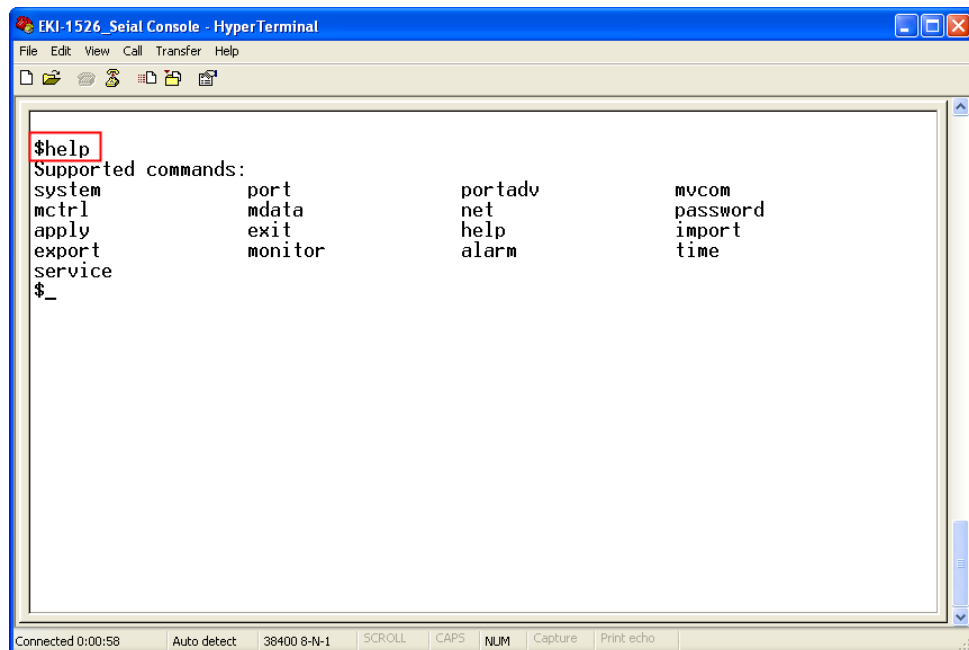 EKI-1526_Seial Console - HyperTerminal
File Edit View Call Transfer Help
$help
Supported commands:
system port portadv mvcom
mctrl mdata net password
apply exit help import
export monitor alarm time
service
$_
Connected 0:00:58 Auto detect 38400 8-N-1 SCROLL CAPS NUM Capture Print echo